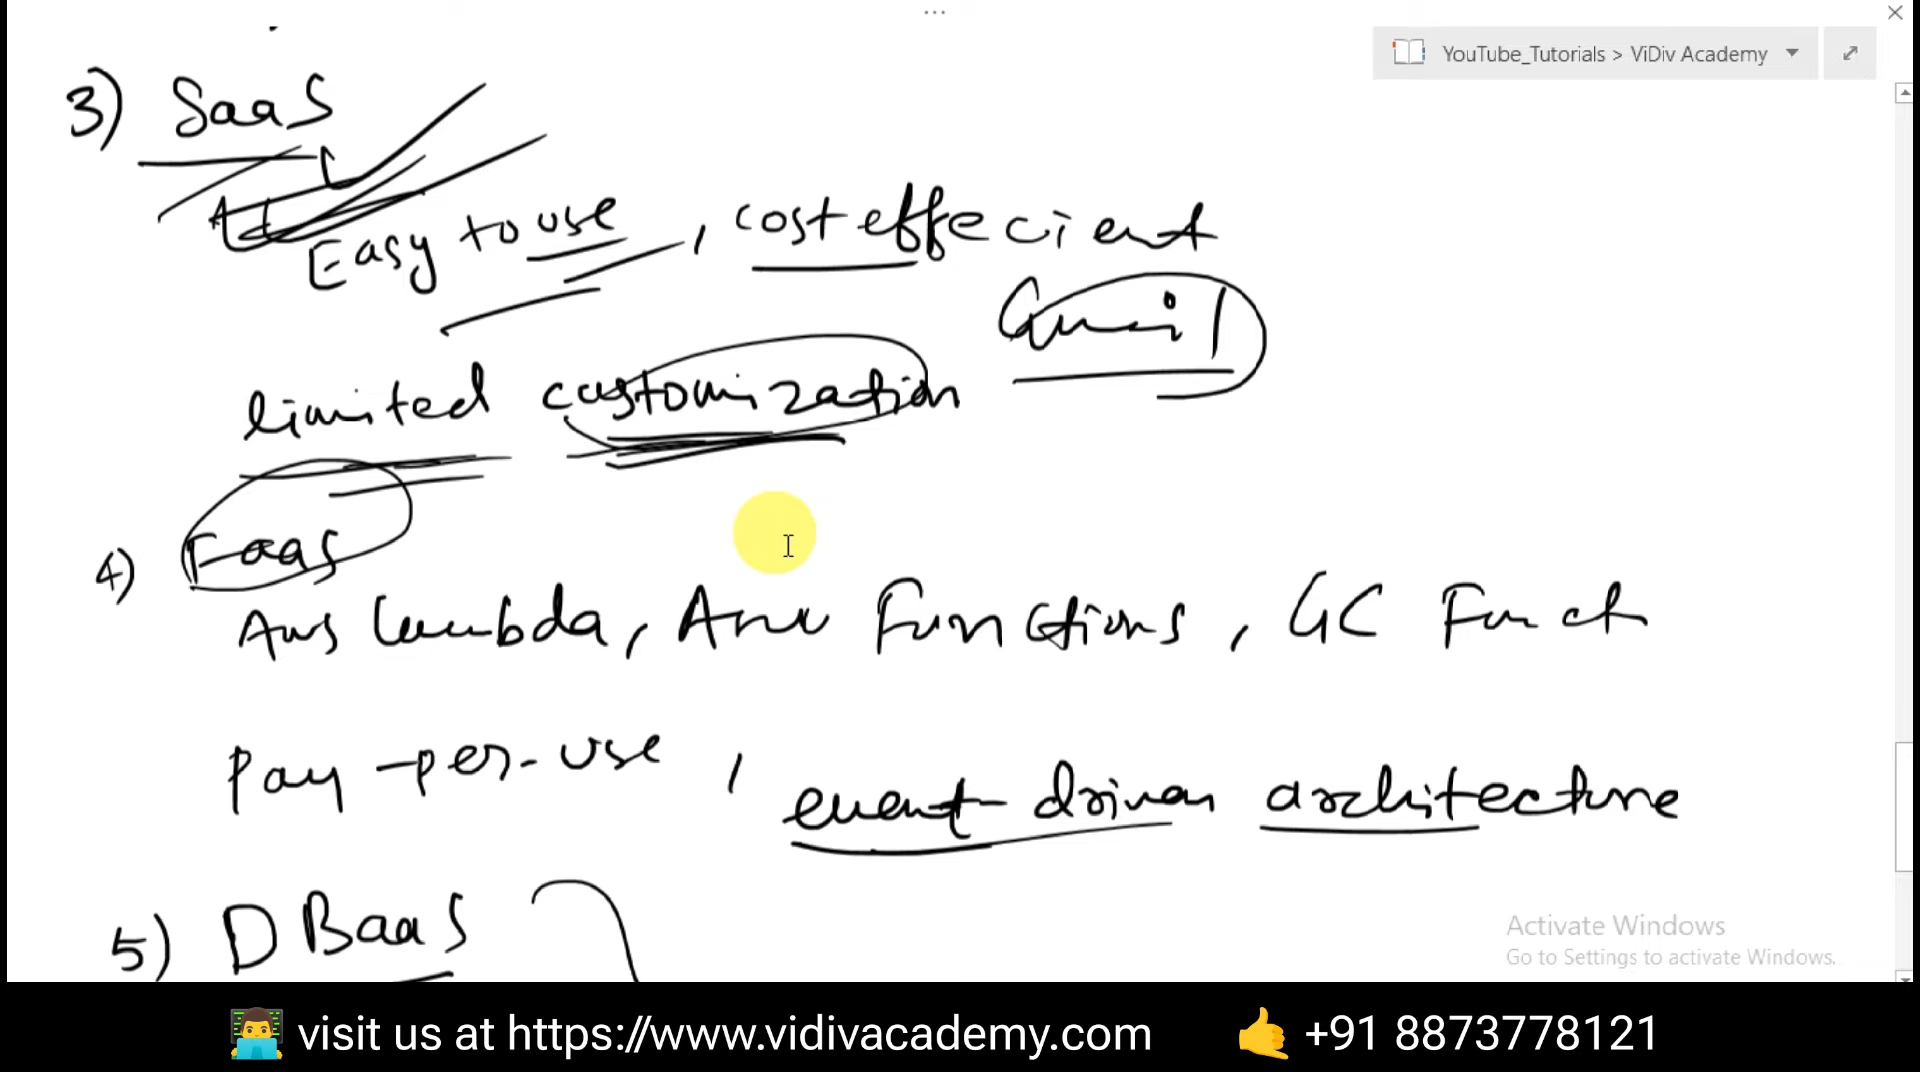 YouTube_Tutorials > ViDiv Academy
3) SaaS
Easy to use, cost effecient
Gmail
limited customization
4) Faas
Aws Lambda, Azur Functions, GC Funct
Pay-per-use, event-driven architecture
5) DBaaS
Activate Windows
Go to Settings to activate Windows.
visit us at https://www.vidivacademy.com +91 8873778121